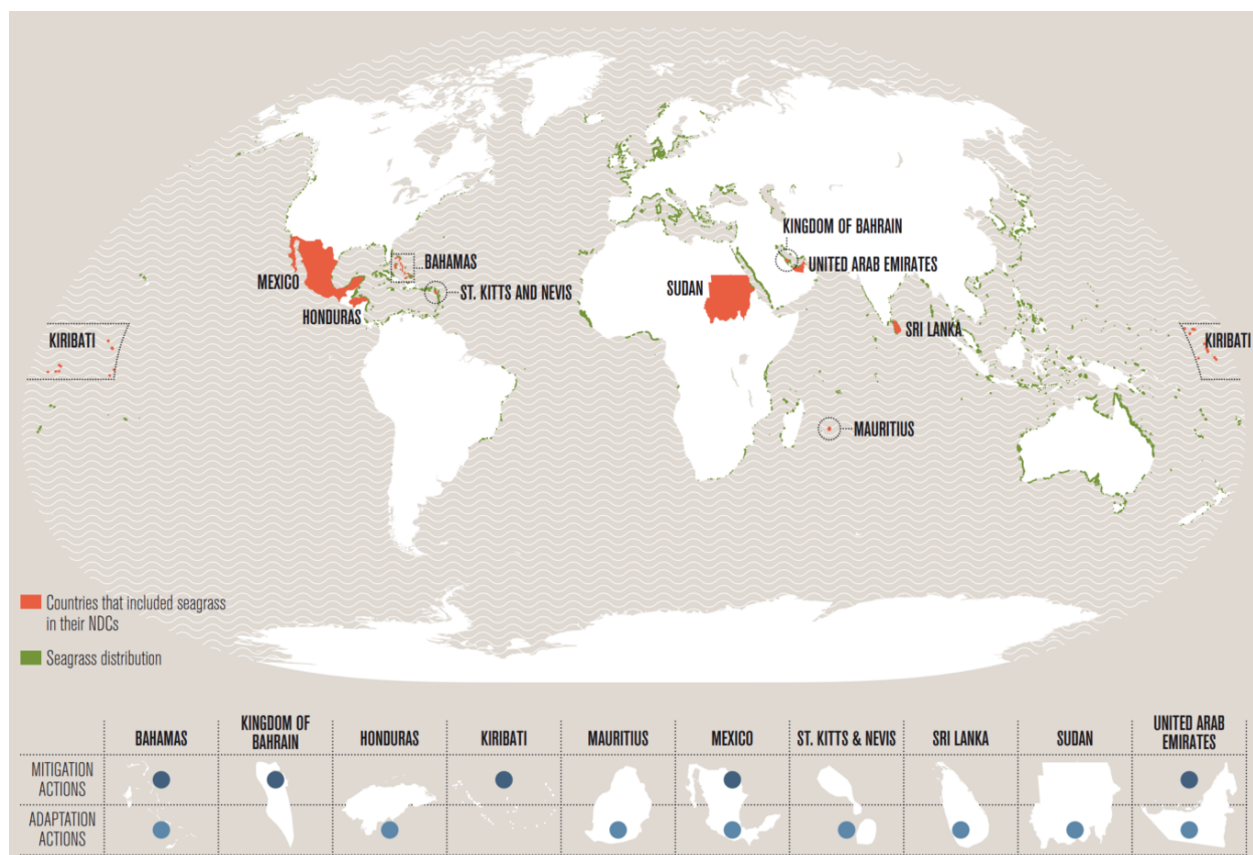 KINGDOM OF BAHRAIN
BAHAMAS
UNITED ARAB EMIRATES
MEXICO
ST. KITTS AND NEVIS
SUDAN
HONDURAS
SRI LANKA
KIRIBATI
KIRIBATI
MAURITIUS
Countries that included seagrass
in their NDCs
Seagrass distribution
BAHAMAS
KINGDOM OF
BAHRAIN
HONDURAS
KIRIBATI
MAURITIUS
MEXICO
ST. KITTS & NEVIS
SRI LANKA
SUDAN
UNITED ARAB
EMIRATES
MITIGATION
ACTIONS
ADAPTATION
ACTIONS